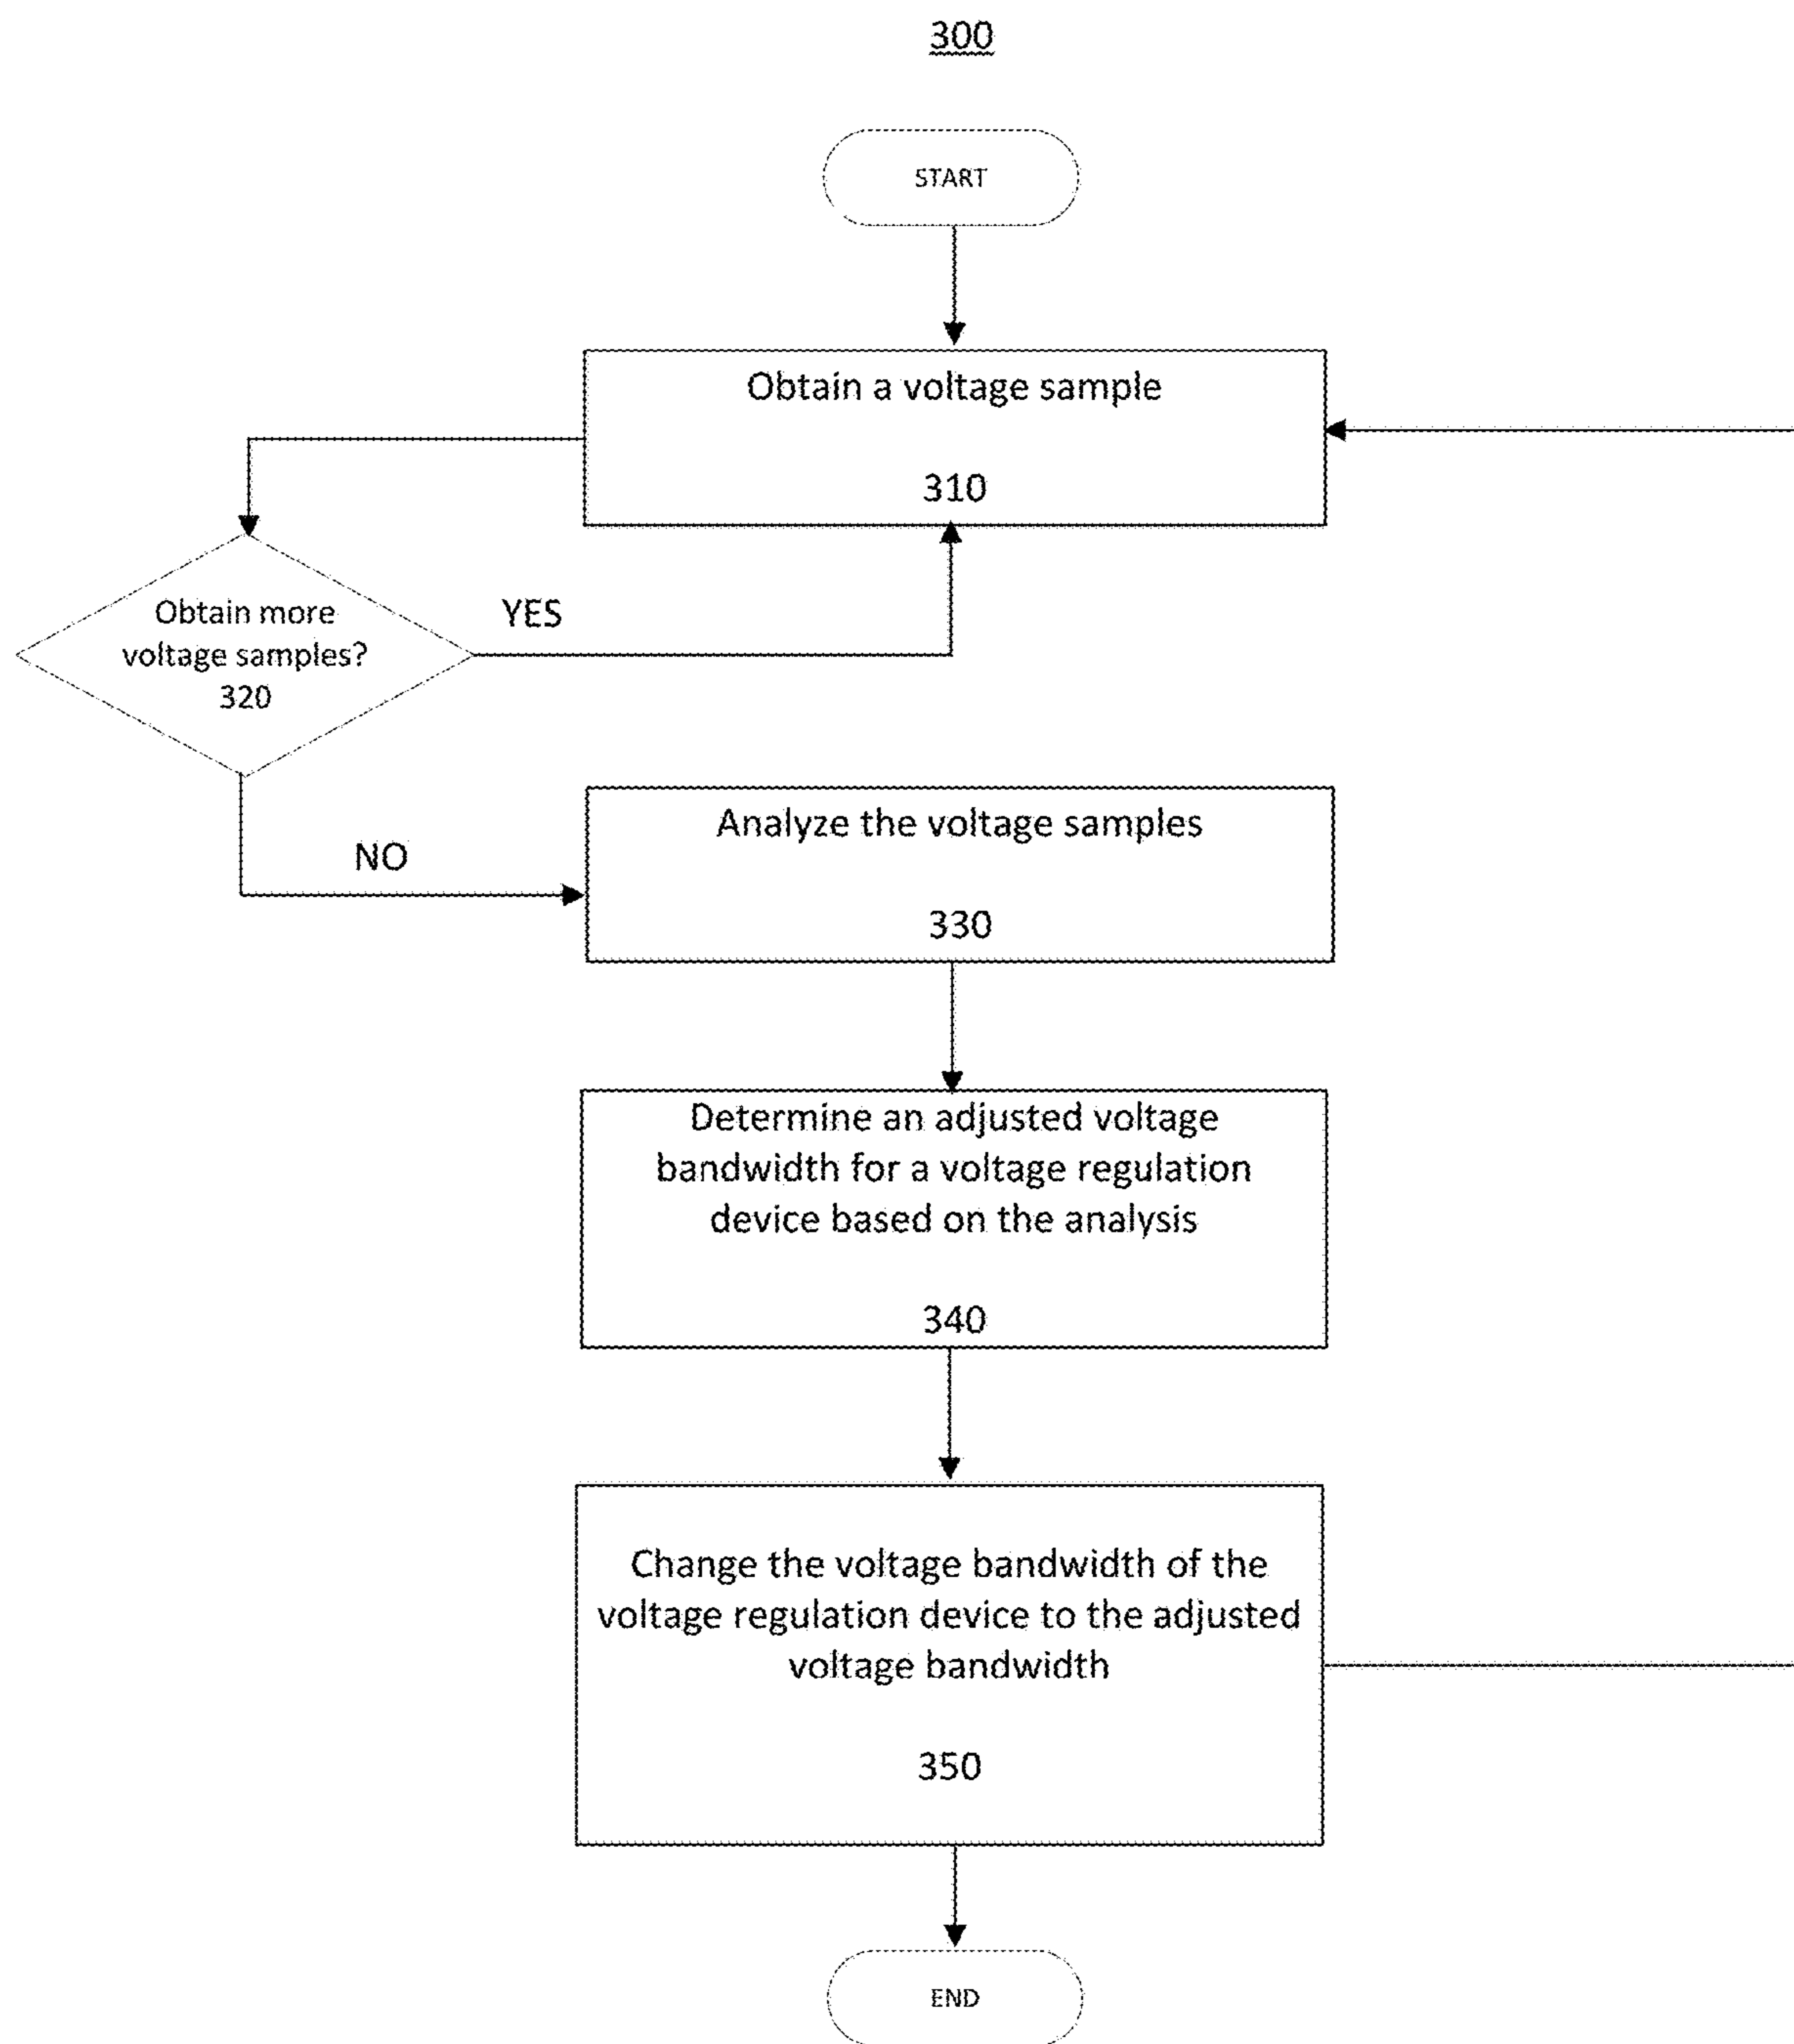 300
START
Obtain a voltage sample
310
Obtain more
voltage samples?
320
YES
NO
Analyze the voltage samples
330
Determine an adjusted voltage
bandwidth for a voltage regulation
device based on the analysis
340
Change the voltage bandwidth of the
voltage regulation device to the adjusted
voltage bandwidth
350
END